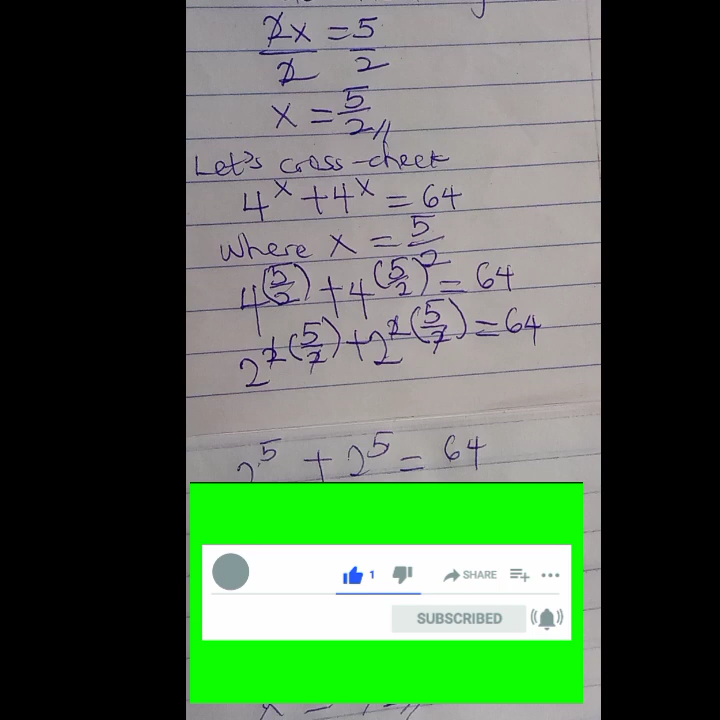 2x = 5
2 2
x = 5/2 //
Let's cross-check
4^x + 4^x = 64
Where x = 5/2
4^(5/2) + 4^(5/2) = 64
2^2(5/2) + 2^2(5/2) = 64
2^5 + 2^5 = 64
1 SHARE
SUBSCRIBED